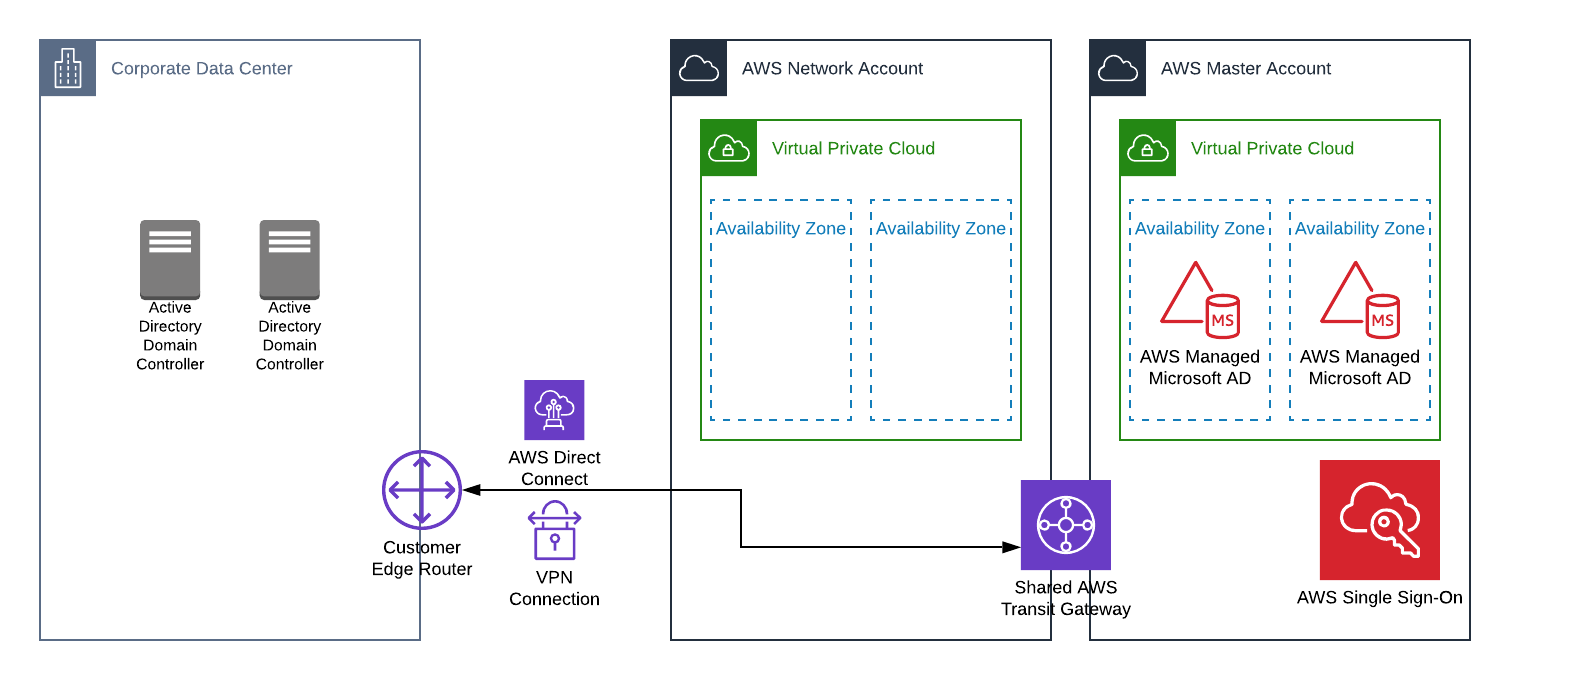 Corporate Data Center
Active
Directory
Domain
Controller
Active
Directory
Domain
Controller
Customer
Edge Router
AWS Direct
Connect
VPN
Connection
AWS Network Account
Virtual Private Cloud
Availability Zone
Availability Zone
Shared AWS
Transit Gateway
AWS Master Account
Virtual Private Cloud
Availability Zone
MS
AWS Managed
Microsoft AD
Availability Zone
MS
AWS Managed
Microsoft AD
AWS Single Sign-On